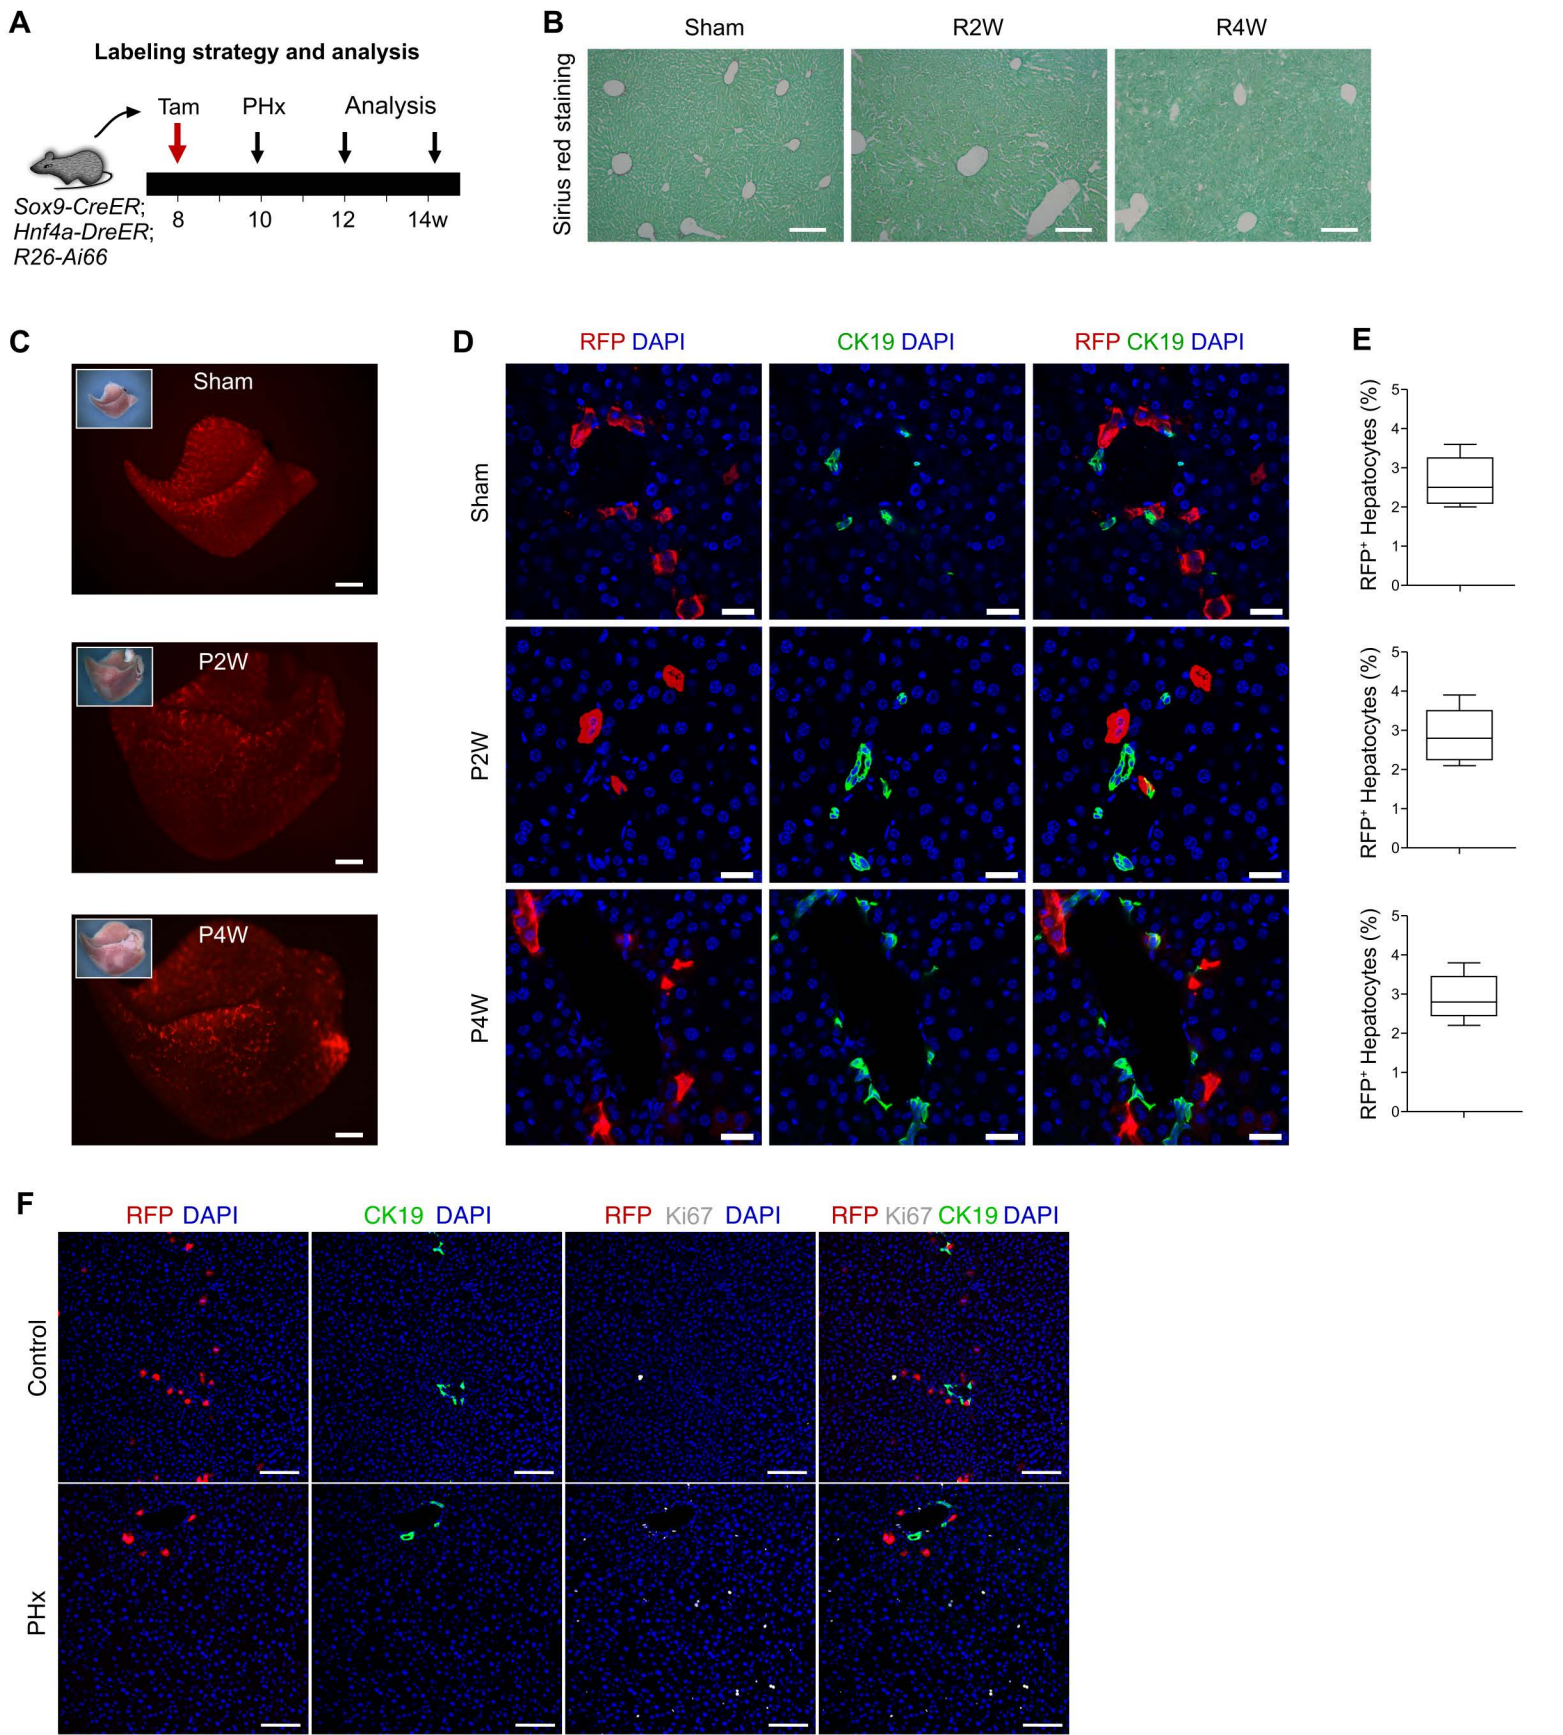 A
Labeling strategy and analysis
Tam PHx Analysis
Sox9-CreER;
Hnf4a-DreER;
R26-Ai66
8 10 12 14w
B
Sham R2W R4W
Sirius red staining
C
Sham
P2W
P4W
D
RFP DAPI CK19 DAPI RFP CK19 DAPI
Sham
P2W
P4W
E
RFP⁺ Hepatocytes (%)
5
4
3
2
1
0
RFP⁺ Hepatocytes (%)
5
4
3
2
1
0
RFP⁺ Hepatocytes (%)
5
4
3
2
1
0
F
RFP DAPI CK19 DAPI RFP Ki67 DAPI RFP Ki67 CK19 DAPI
Control
PHx